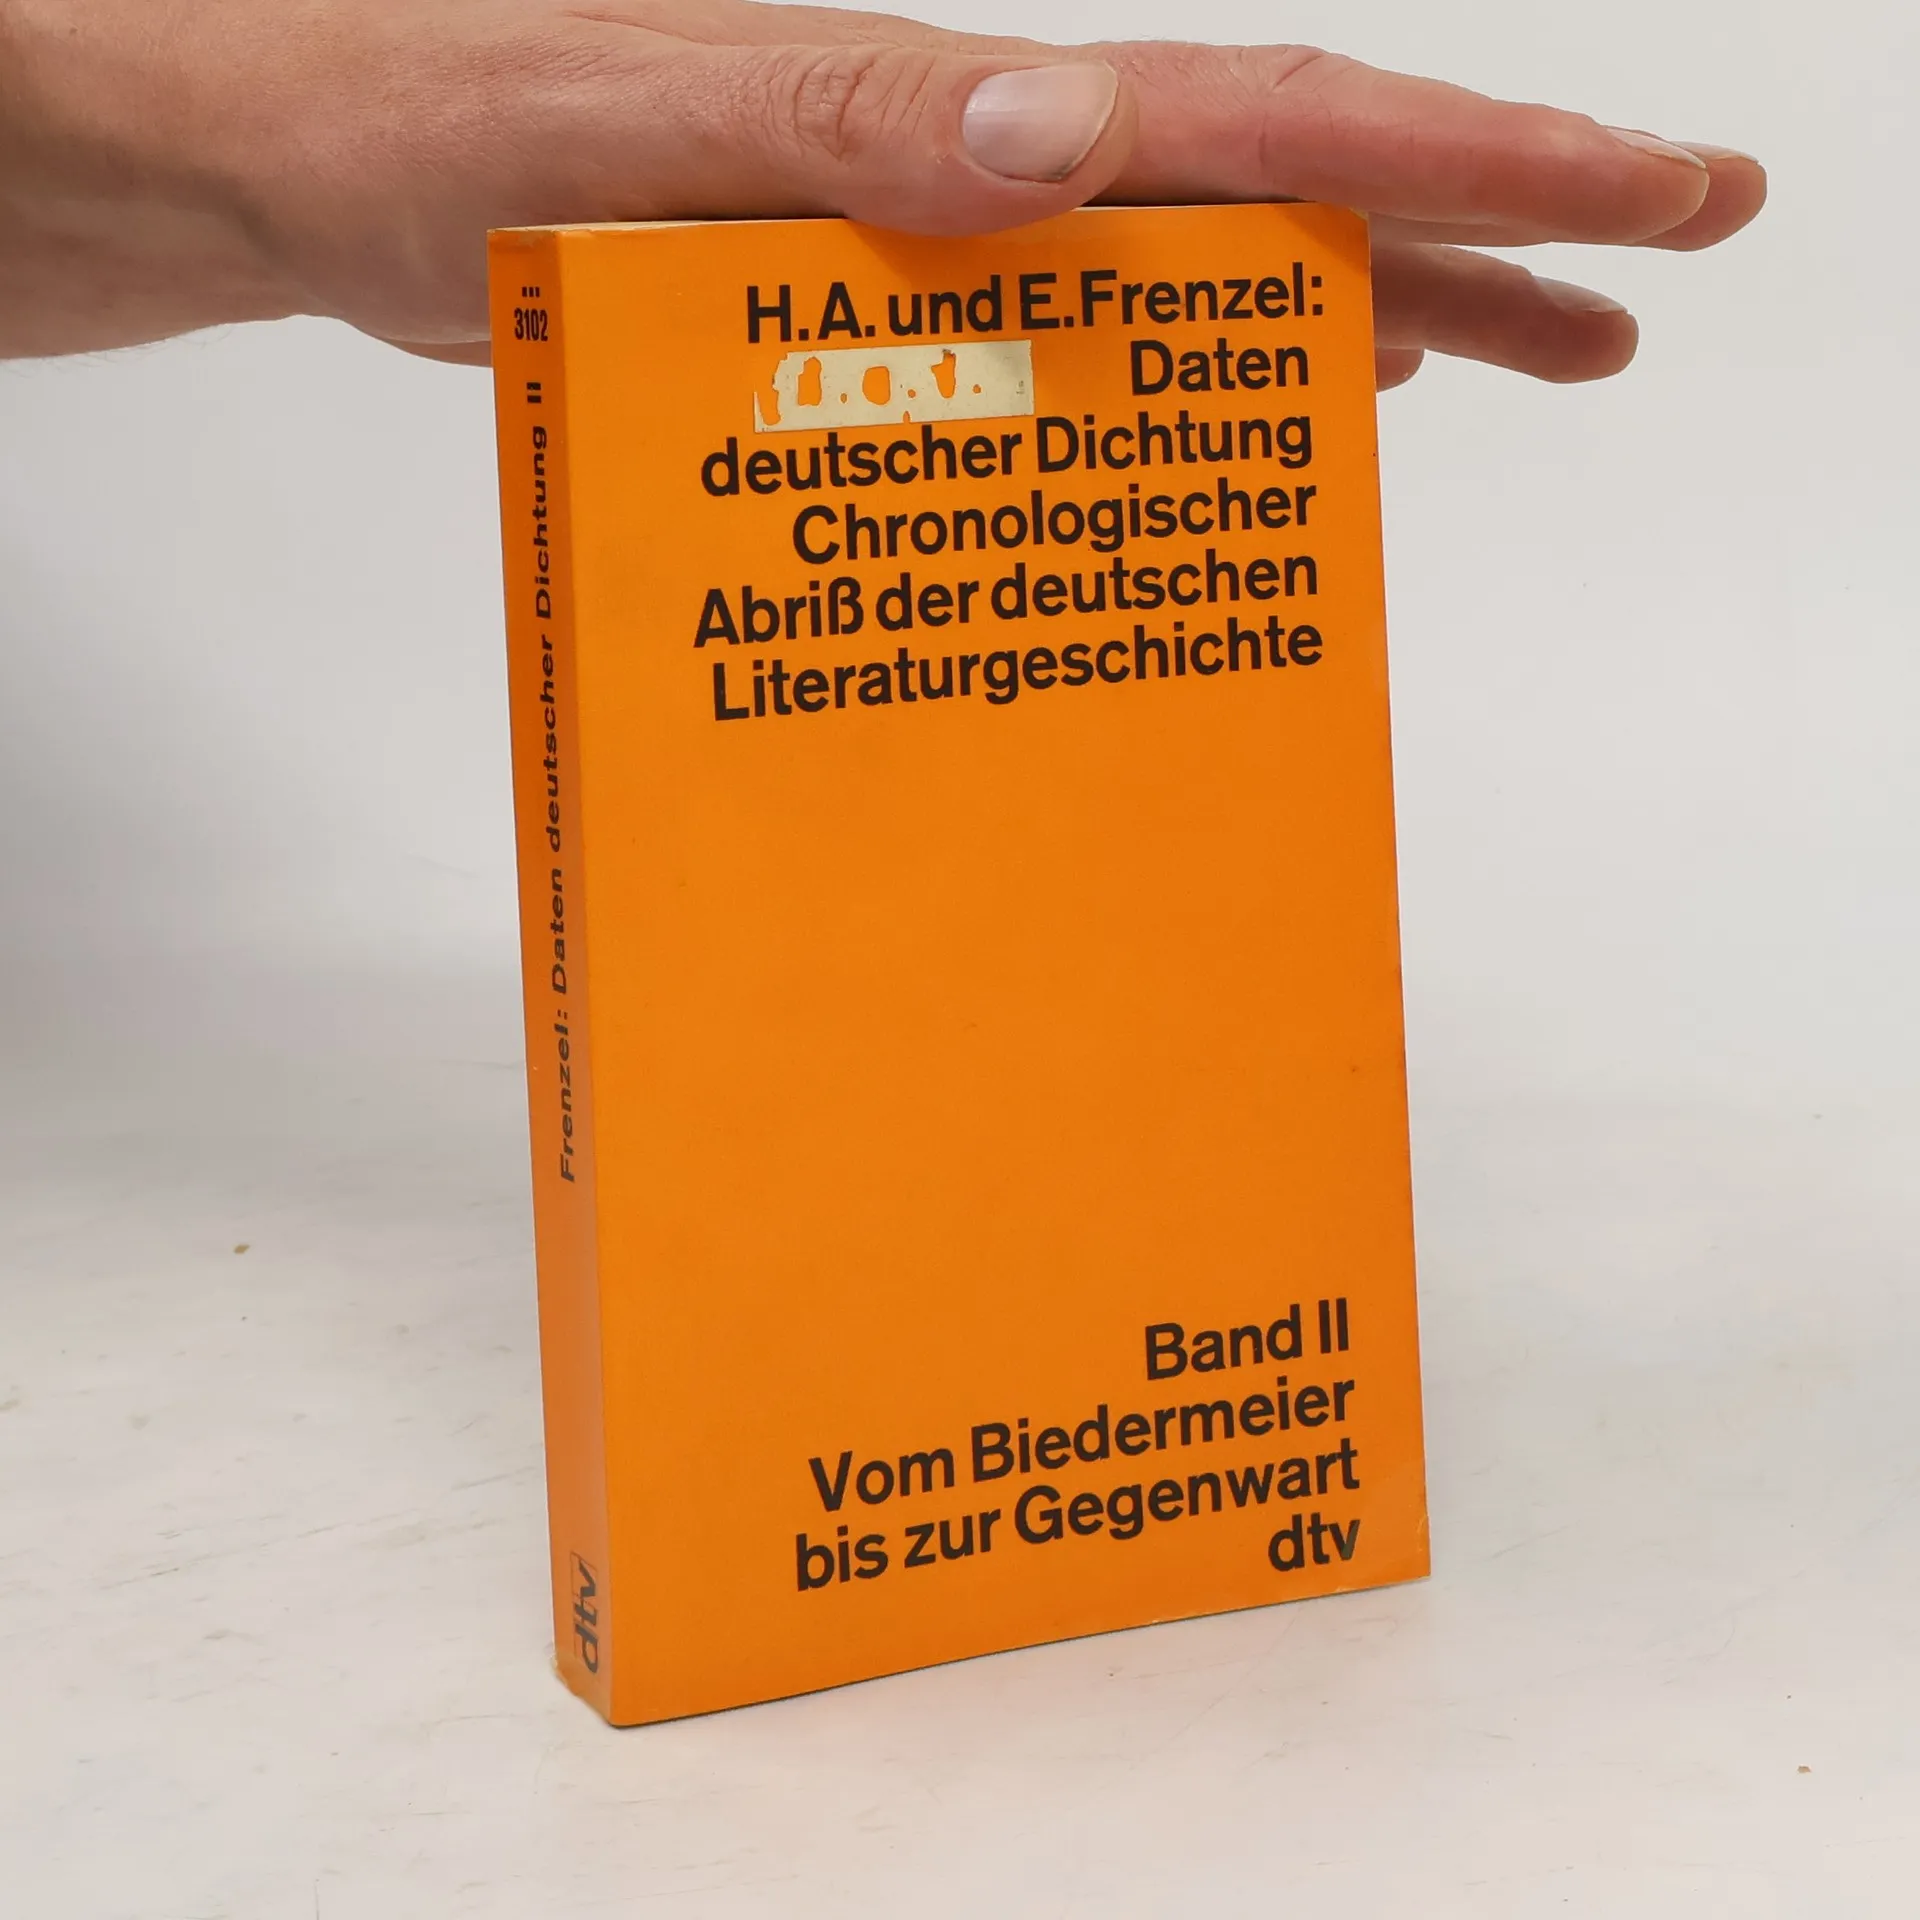 H.A. und E. Frenzel:
Daten
deutscher Dichtung
Chronologischer
Abriß der deutschen
Literaturgeschichte
Band II
Vom Biedermeier
bis zur Gegenwart
dtv
3102
Frenzel: Daten deutscher Dichtung II
dtv